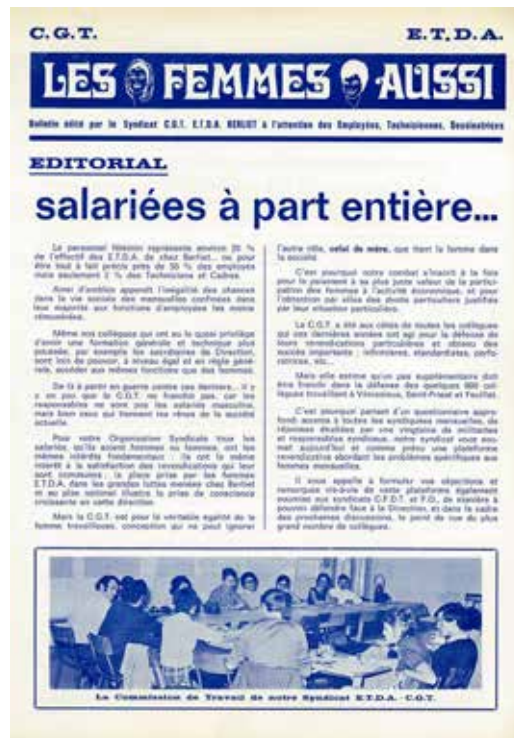 C.G.T. E.T.D.A.
LES FEMMES AUSSI
Bulletin édité par le Syndicat C.G.T. E.T.D.A. BERLIET à l'attention des Employées, Techniciennes, Dessinatrices
EDITORIAL
salariées à part entière...
Le personnel féminin représente environ 20 %
de l'effectif des E.T.D.A. de chez Berliet... ou pour
être tout à fait précis près de 50 % des employés
mais seulement 2 % des Techniciens et Cadres.
Ainsi d'emblée apparaît l'inégalité des chances
dans la vie sociale des mensuelles confinées dans
leur majorité aux fonctions d'employées les moins
rémunérées.
Même nos collègues qui ont eu le quasi privilège
d'avoir une formation générale et technique plus
poussée, par exemple les secrétaires de Direction,
sont loin de pouvoir, à niveau égal et en règle géné-
rale, accéder aux mêmes fonctions que des hommes.
De là à partir en guerre contre ces derniers... il y
a un pas que la C.G.T. ne franchit pas, car les
responsables ne sont pas les salariés masculins,
mais bien ceux qui tiennent les rênes de la société
actuelle.
Pour notre Organisation Syndicale tous les
salariés, qu'ils soient hommes ou femmes, ont les
mêmes intérêts fondamentaux : ils ont le même
intérêt à la satisfaction des revendications qui leur
sont communes ; la place prise par les femmes
E.T.D.A. dans les grandes luttes menées chez Berliet
et au plan national illustre la prise de conscience
croissante en cette direction.
Mais la C.G.T. est pour la véritable égalité de la
femme travailleuse, conception qui ne peut ignorer
l'autre rôle, celui de mère, que tient la femme dans
la société.
C'est pourquoi notre combat s'inscrit à la fois
pour le paiement à sa plus juste valeur de la partici-
pation des femmes à l'activité économique, et pour
l'obtention par elles des droits particuliers justifiés
par leur situation particulière.
La C.G.T. a été aux côtés de toutes les collègues
qui ces dernières années ont agi pour la défense de
leurs revendications particulières et obtenu des
succès importants : infirmières, standardistes, perfo-
ratrices, etc...
Mais elle estime qu'un pas supplémentaire doit
être franchi dans la défense des quelques 800 col-
lègues travaillant à Vénissieux, Saint-Priest et Feuillat.
C'est pourquoi partant d'un questionnaire appro-
fondi adressé à toutes les syndiquées mensuelles, de
réponses étudiées par une vingtaine de militantes
et responsables syndicaux, notre syndicat vous sou-
met aujourd'hui et comme prévu une plateforme
revendicative abordant les problèmes spécifiques aux
femmes mensuelles.
Il vous appelle à formuler vos objections et
remarques vis-à-vis de cette plateforme également
soumise aux syndicats C.F.D.T. et F.O., de manière à
pouvoir défendre face à la Direction, et dans le cadre
des prochaines discussions, le point de vue du plus
grand nombre de collègues.
La Commission de Travail de notre Syndicat E.T.D.A. - C.G.T.